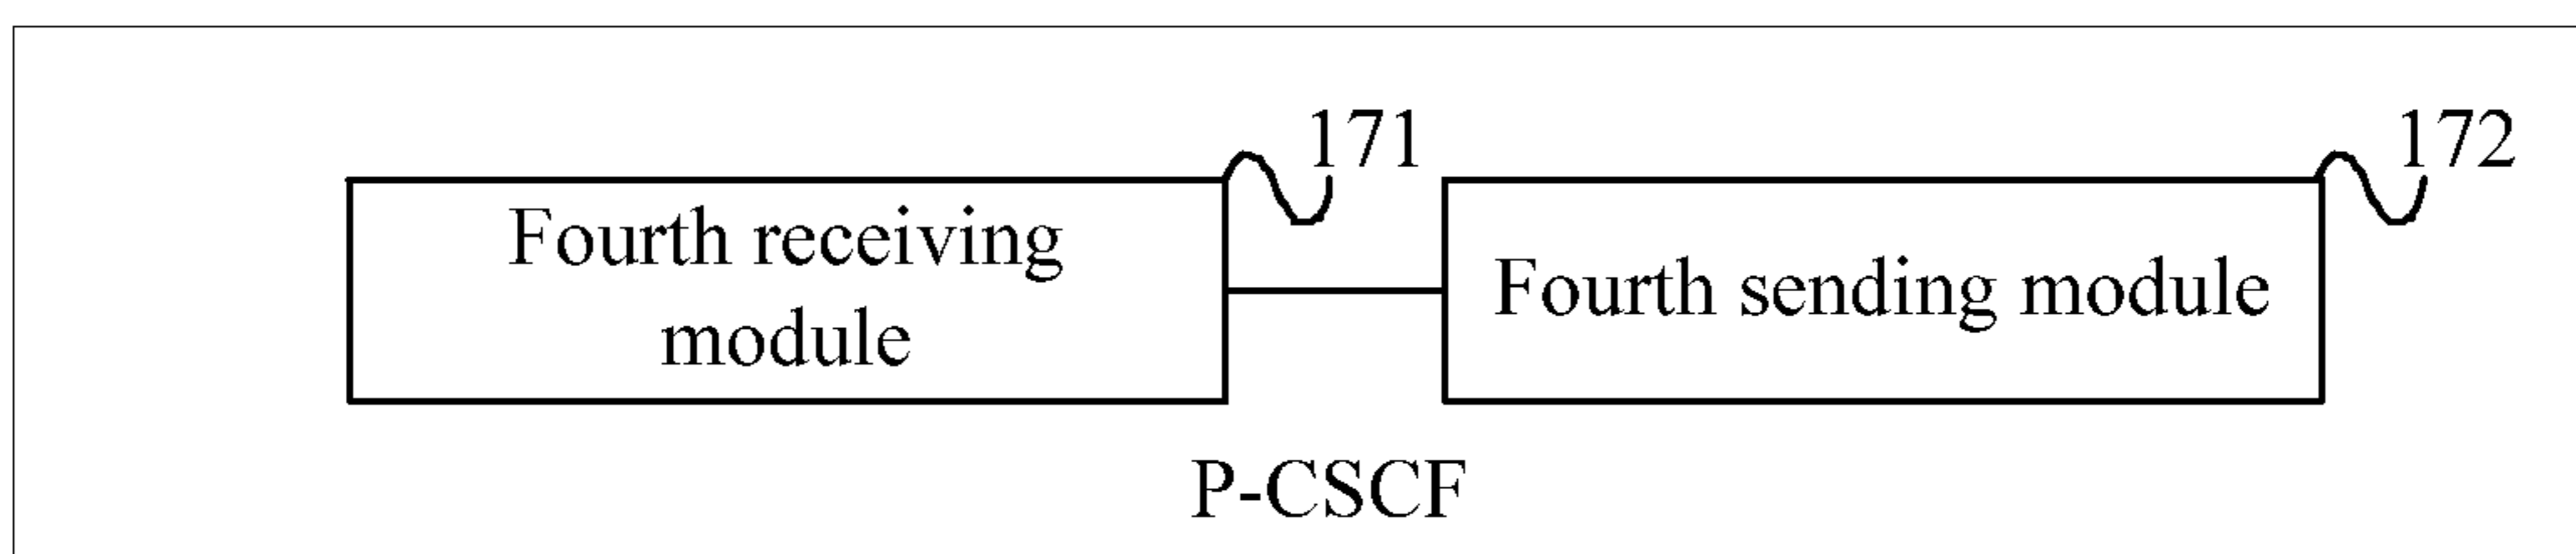 171
172
Fourth receiving
module
Fourth sending module
P-CSCF